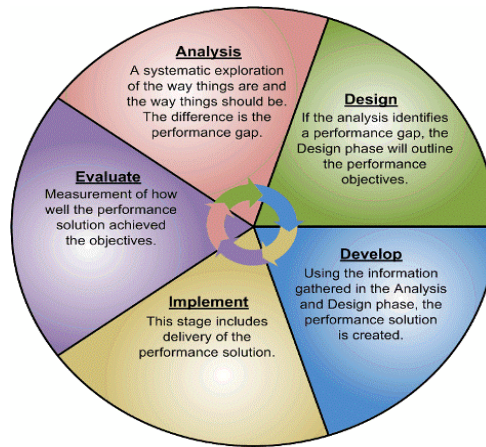 Analysis
A systematic exploration
of the way things are and
the way things should be.
The difference is the
performance gap.
Design
If the analysis identifies
a performance gap, the
Design phase will outline
the performance
objectives.
Develop
Using the information
gathered in the Analysis
and Design phase, the
performance solution
is created.
Implement
This stage includes
delivery of the
performance solution.
Evaluate
Measurement of how
well the performance
solution achieved
the objectives.